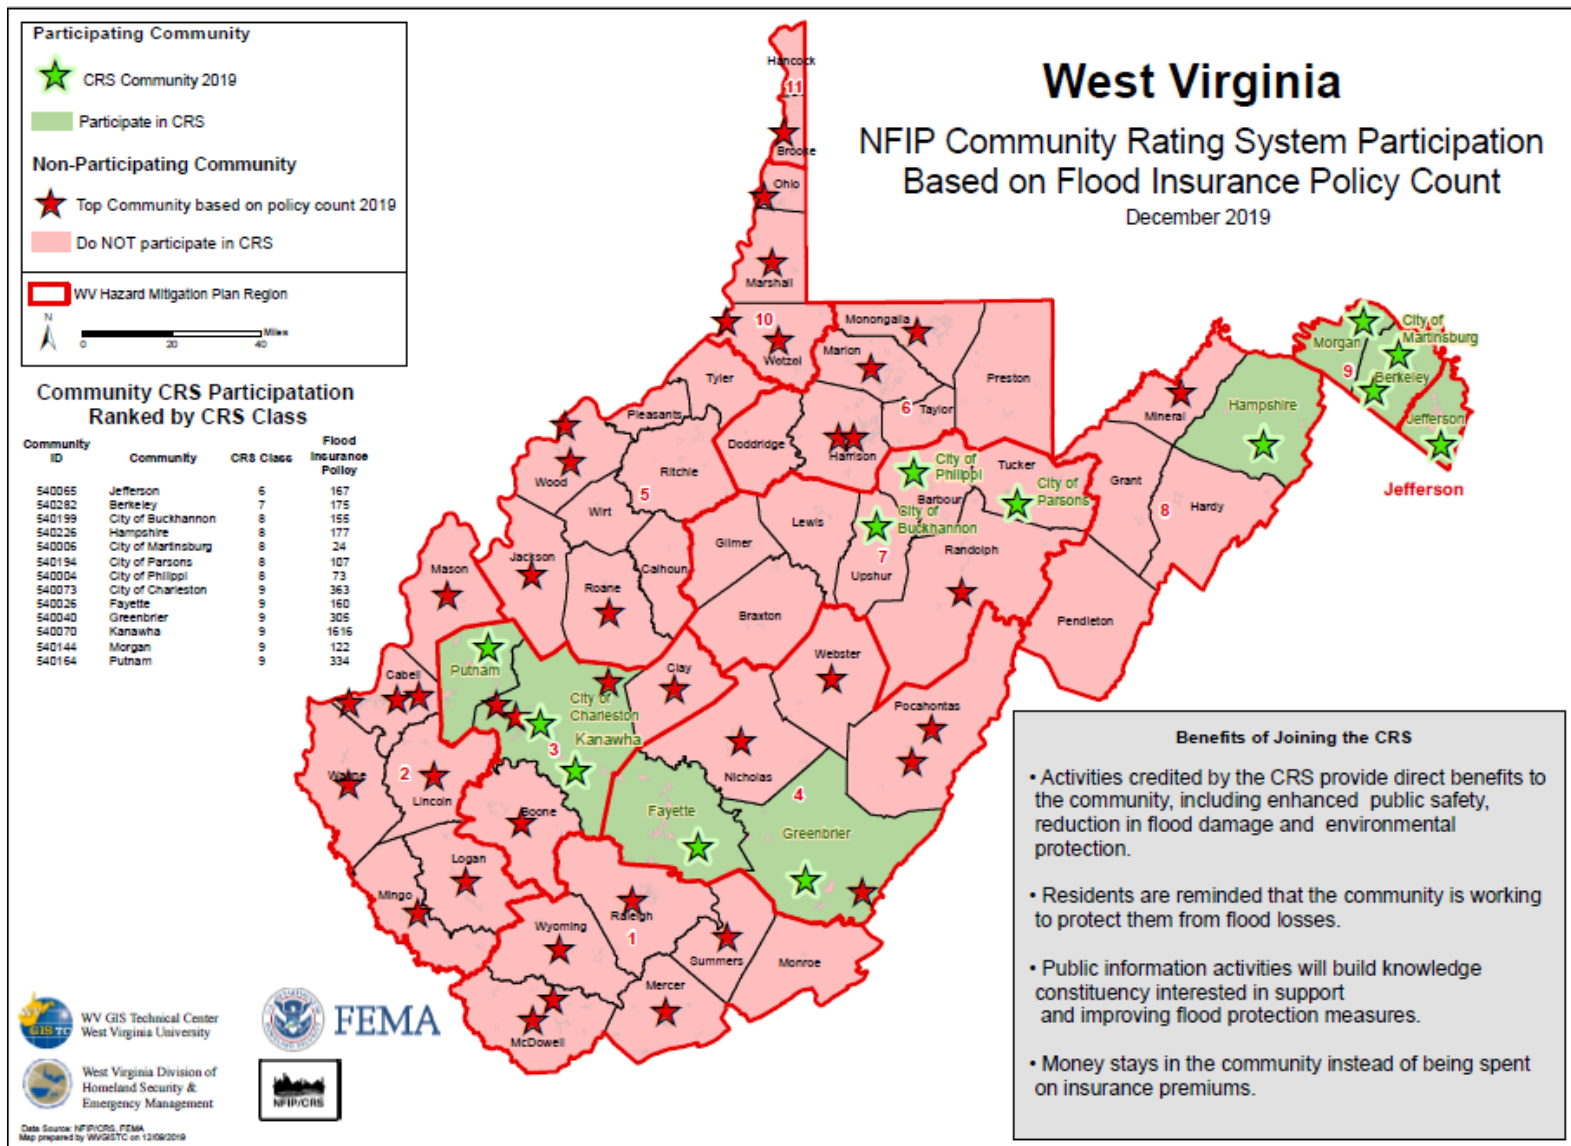 Participating Community
CRS Community 2019
Participate in CRS
Non-Participating Community
Top Community based on policy count 2019
Do NOT participate in CRS
WV Hazard Mitigation Plan Region
N
Miles
0 20 40
West Virginia
NFIP Community Rating System Participation
Based on Flood Insurance Policy Count
December 2019
Community CRS Participatation
Ranked by CRS Class
Community ID Community CRS Class Flood Insurance Policy
540065 Jefferson 6 167
540282 Berkeley 7 175
540199 City of Buckhannon 8 155
540226 Hampshire 8 177
540006 City of Martinsburg 8 24
540194 City of Parsons 8 107
540004 City of Philippi 8 73
540073 City of Charleston 9 363
540026 Fayette 9 160
540040 Greenbrier 9 305
540070 Kanawha 9 1616
540144 Morgan 9 122
540164 Putnam 9 334
Hancock
11
Brooke
Ohio
Marshall
10
Wetzel
Monongalia
Marion
Preston
Tyler
Pleasants
6
Taylor
Doddridge
Harrison
Ritchie
Wood
5
Wirt
City of
Philippi
Tucker
Barbour
City of
Parsons
City of
Buckhannon
Lewis
Gilmer
7
Upshur
Randolph
Morgan
City of
Martinsburg
9
Berkeley
Jefferson
Jefferson
Mineral
Hampshire
Grant
8
Hardy
Pendleton
Mason
Jackson
Roane
Calhoun
Braxton
Webster
Pocahontas
Putnam
Cabell
Clay
City of
Charleston
Kanawha
3
Nicholas
4
Wayne
2
Lincoln
Boone
Fayette
Greenbrier
Logan
Mingo
Raleigh
1
Wyoming
Summers
Monroe
Mercer
McDowell
Benefits of Joining the CRS
• Activities credited by the CRS provide direct benefits to
the community, including enhanced public safety,
reduction in flood damage and environmental
protection.
• Residents are reminded that the community is working
to protect them from flood losses.
• Public information activities will build knowledge
constituency interested in support
and improving flood protection measures.
• Money stays in the community instead of being spent
on insurance premiums.
GIS TC
WV GIS Technical Center
West Virginia University
FEMA
West Virginia Division of
Homeland Security &
Emergency Management
NFIP/CRS
Data Source: NFIP/CRS, FEMA
Map prepared by WVGISTC on 12/09/2019